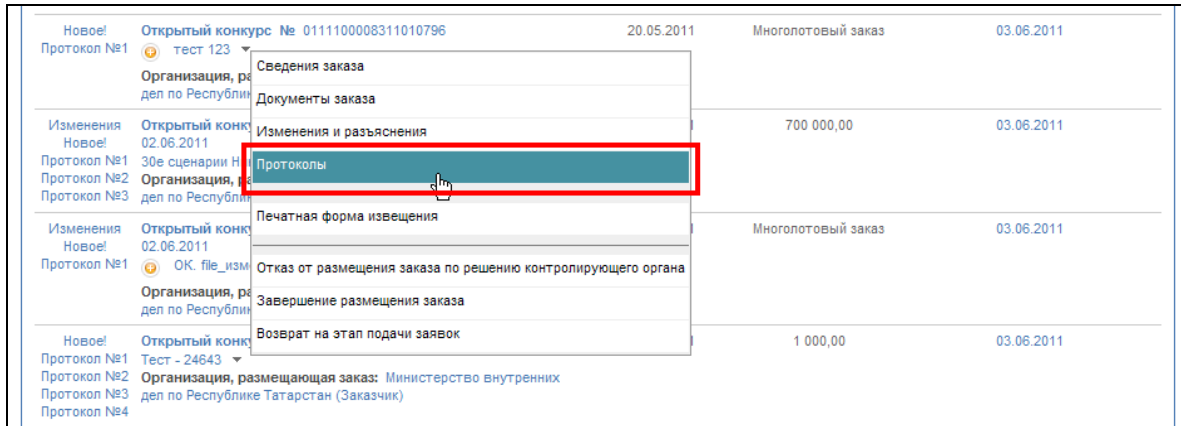 Новое! Открытый конкурс № 0111100008311010796 20.05.2011 Многолотовый заказ 03.06.2011
Протокол №1 тест 123
Сведения заказа
Организация, ра
дел по Республик
Документы заказа
Изменения Открытый конку 700 000,00 03.06.2011
Изменения и разъяснения
Новое! 02.06.2011
Протокол №1 30е сценарии Н
Протоколы
Протокол №2 Организация, ра
Протокол №3 дел по Республик
Печатная форма извещения
Изменения Открытый конку Многолотовый заказ 03.06.2011
Новое! 02.06.2011
Протокол №1 ОК. file_изм
Отказ от размещения заказа по решению контролирующего органа
Организация, ра
дел по Республик
Завершение размещения заказа
Возврат на этап подачи заявок
Новое! Открытый конку 1 000,00 03.06.2011
Протокол №1 Тест - 24643
Протокол №2 Организация, размещающая заказ: Министерство внутренних
Протокол №3 дел по Республике Татарстан (Заказчик)
Протокол №4